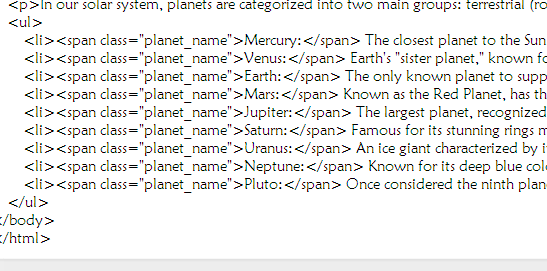 <p>In our solar system, planets are categorized into two main groups: terrestrial (ro
<ul>
<li><span class="planet_name">Mercury:</span> The closest planet to the Sun
<li><span class="planet_name">Venus:</span> Earth's "sister planet," known fo
<li><span class="planet_name">Earth:</span> The only known planet to supp
<li><span class="planet_name">Mars:</span> Known as the Red Planet, has th
<li><span class="planet_name">Jupiter:</span> The largest planet, recognized
<li><span class="planet_name">Saturn:</span> Famous for its stunning rings m
<li><span class="planet_name">Uranus:</span> An ice giant characterized by i
<li><span class="planet_name">Neptune:</span> Known for its deep blue col
<li><span class="planet_name">Pluto:</span> Once considered the ninth plan
</ul>
</body>
</html>